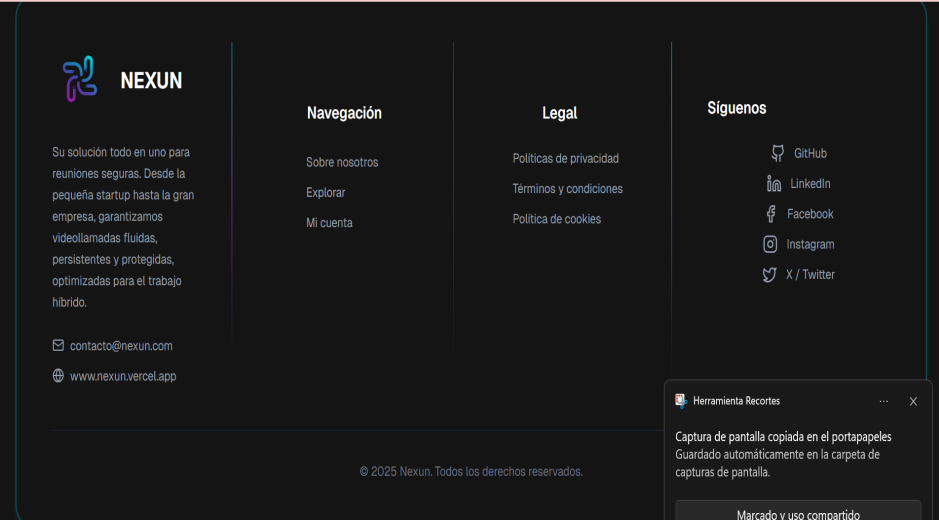 NEXUN
Su solución todo en uno para
reuniones seguras. Desde la
pequeña startup hasta la gran
empresa, garantizamos
videollamadas fluidas,
persistentes y protegidas,
optimizadas para el trabajo
híbrido.
contacto@nexun.com
www.nexun.vercel.app
Navegación
Sobre nosotros
Explorar
Mi cuenta
Legal
Políticas de privacidad
Términos y condiciones
Política de cookies
Síguenos
GitHub
LinkedIn
Facebook
Instagram
X / Twitter
© 2025 Nexun. Todos los derechos reservados.
Herramienta Recortes
Captura de pantalla copiada en el portapapeles
Guardado automáticamente en la carpeta de
capturas de pantalla.
Marcado y uso compartido